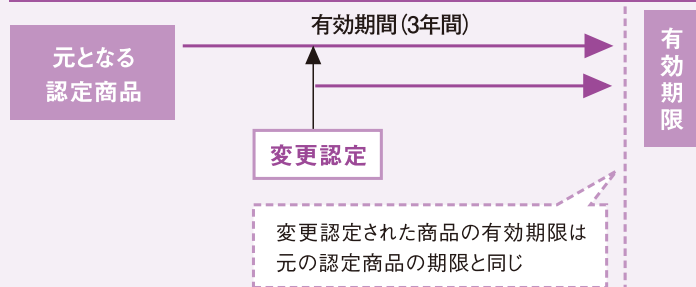 有効期間(3年間)
元となる
認定商品
有効期限
変更認定
変更認定された商品の有効期限は
元の認定商品の期限と同じ